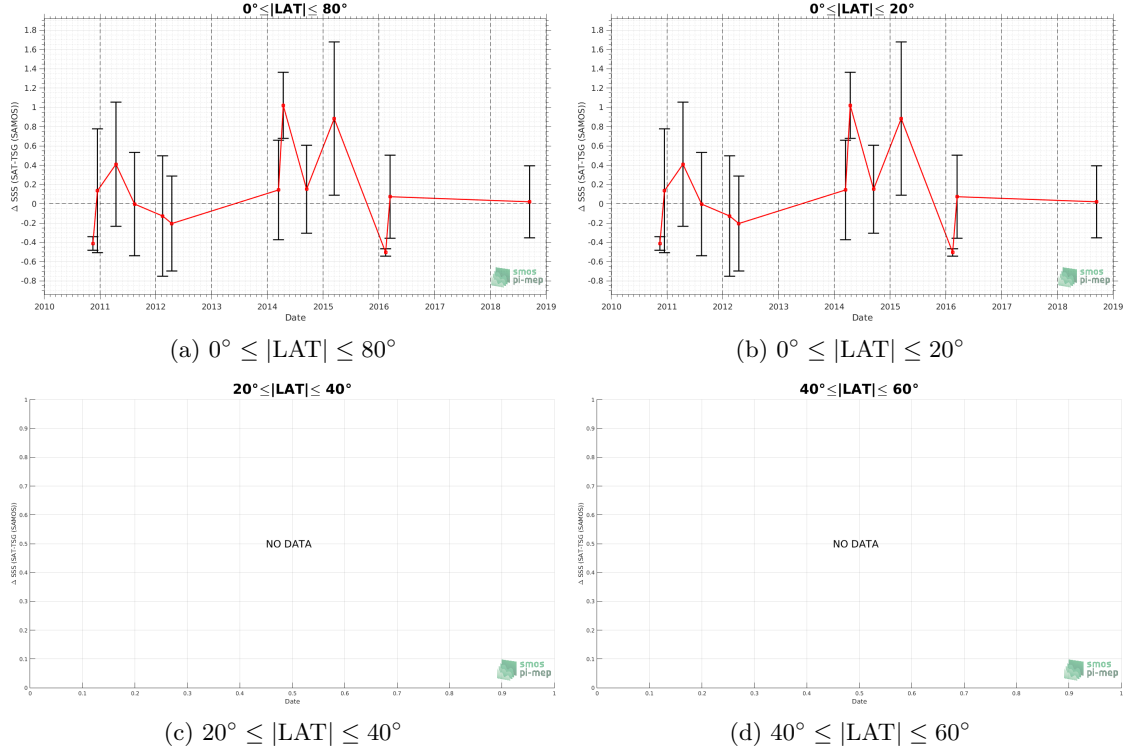 0°≤|LAT|≤ 80°
1.8
1.6
1.4
1.2
1
0.8
0.6
0.4
0.2
0
-0.2
-0.4
-0.6
-0.8
Δ SSS (SAT-TSG (SAMOS))
2010 2011 2012 2013 2014 2015 2016 2017 2018 2019
Date
smos
pi-mep
(a) 0° ≤ |LAT| ≤ 80°
0°≤|LAT|≤ 20°
1.8
1.6
1.4
1.2
1
0.8
0.6
0.4
0.2
0
-0.2
-0.4
-0.6
-0.8
Δ SSS (SAT-TSG (SAMOS))
2010 2011 2012 2013 2014 2015 2016 2017 2018 2019
Date
smos
pi-mep
(b) 0° ≤ |LAT| ≤ 20°
20°≤|LAT|≤ 40°
1
0.9
0.8
0.7
0.6
0.5
0.4
0.3
0.2
0.1
0
Δ SSS (SAT-TSG (SAMOS))
NO DATA
0 0.1 0.2 0.3 0.4 0.5 0.6 0.7 0.8 0.9 1
Date
smos
pi-mep
(c) 20° ≤ |LAT| ≤ 40°
40°≤|LAT|≤ 60°
1
0.9
0.8
0.7
0.6
0.5
0.4
0.3
0.2
0.1
0
Δ SSS (SAT-TSG (SAMOS))
NO DATA
0 0.1 0.2 0.3 0.4 0.5 0.6 0.7 0.8 0.9 1
Date
smos
pi-mep
(d) 40° ≤ |LAT| ≤ 60°